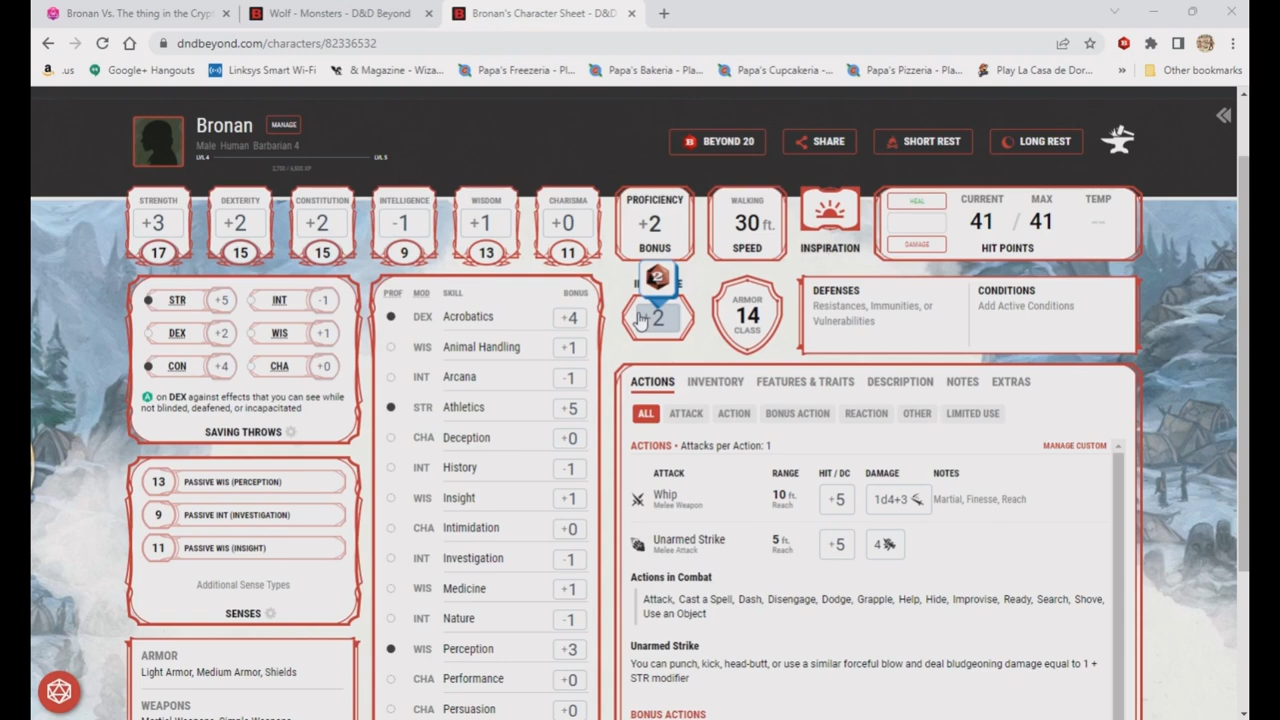 Bronan Vs. The thing in the Cryp
Wolf - Monsters - D&D Beyond
Bronan's Character Sheet - D&D
dndbeyond.com/characters/82336532
.us
Google+ Hangouts
Linksys Smart Wi-Fi
& Magazine - Wiza...
Papa's Freezeria - Pl...
Papa's Bakeria - Pla...
Papa's Cupcakeria -...
Papa's Pizzeria - Pla...
Play La Casa de Dor...
»
Other bookmarks
Bronan
MANAGE
Male Human Barbarian 4
LVL 4
LVL 5
BEYOND 20
SHARE
SHORT REST
LONG REST
STRENGTH
+3
17
DEXTERITY
+2
15
CONSTITUTION
+2
15
INTELLIGENCE
-1
9
WISDOM
+1
13
CHARISMA
+0
11
PROFICIENCY
+2
BONUS
WALKING
30 ft.
SPEED
INSPIRATION
HEAL
DAMAGE
CURRENT
41
/
MAX
41
TEMP
--
HIT POINTS
STR +5
INT -1
DEX +2
WIS +1
CON +4
CHA +0
A on DEX against effects that you can see while
not blinded, deafened, or incapacitated
SAVING THROWS
13 PASSIVE WIS (PERCEPTION)
9 PASSIVE INT (INVESTIGATION)
11 PASSIVE WIS (INSIGHT)
Additional Sense Types
SENSES
ARMOR
Light Armor, Medium Armor, Shields
WEAPONS
Martial Weapons, Simple Weapons
PROF MOD SKILL BONUS
DEX Acrobatics +4
WIS Animal Handling +1
INT Arcana -1
STR Athletics +5
CHA Deception +0
INT History -1
WIS Insight +1
CHA Intimidation +0
INT Investigation -1
WIS Medicine +1
INT Nature -1
WIS Perception +3
CHA Performance +0
CHA Persuasion +0
2
2
ARMOR
14
CLASS
DEFENSES
Resistances, Immunities, or
Vulnerabilities
CONDITIONS
Add Active Conditions
ACTIONS INVENTORY FEATURES & TRAITS DESCRIPTION NOTES EXTRAS
ALL ATTACK ACTION BONUS ACTION REACTION OTHER LIMITED USE
ACTIONS • Attacks per Action: 1
MANAGE CUSTOM
ATTACK RANGE HIT / DC DAMAGE NOTES
Whip 10 ft. +5 1d4+3 Martial, Finesse, Reach
Melee Weapon Reach
Unarmed Strike 5 ft. +5 4
Melee Attack Reach
Actions in Combat
Attack, Cast a Spell, Dash, Disengage, Dodge, Grapple, Help, Hide, Improvise, Ready, Search, Shove,
Use an Object
Unarmed Strike
You can punch, kick, head-butt, or use a similar forceful blow and deal bludgeoning damage equal to 1 +
STR modifier
BONUS ACTIONS